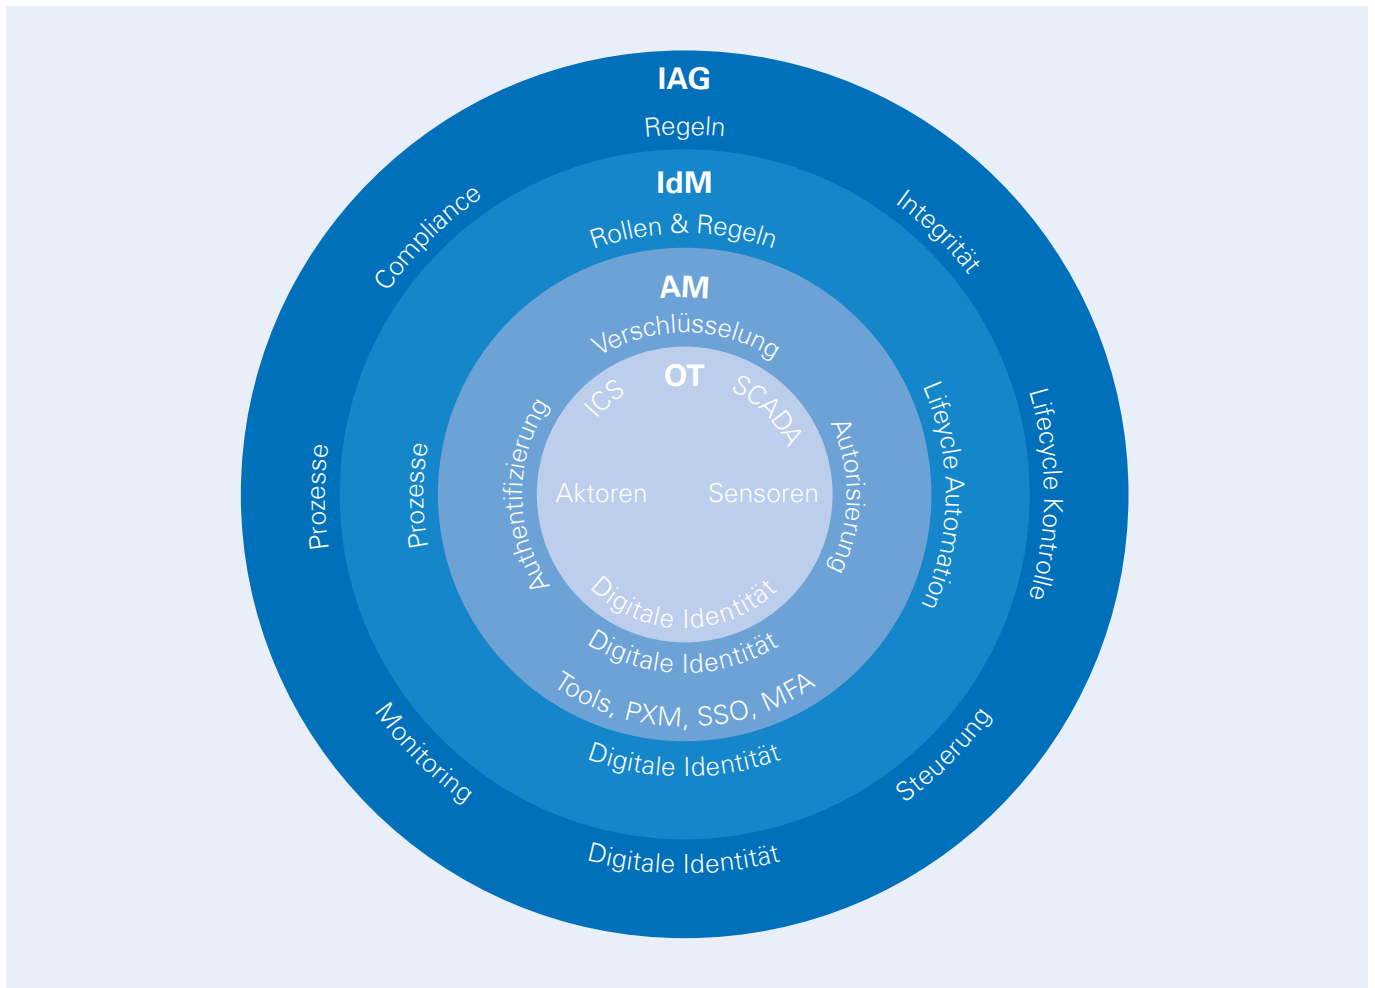 IAG
Regeln
Compliance
Integrität
Prozesse
Lifecycle Kontrolle
Monitoring
Steuerung
Digitale Identität
IdM
Rollen & Regeln
Prozesse
Lifeycle Automation
Digitale Identität
AM
Verschlüsselung
Authentifizierung
Autorisierung
Digitale Identität
Tools, PXM, SSO, MFA
OT
ICS
SCADA
Aktoren
Sensoren
Digitale Identität